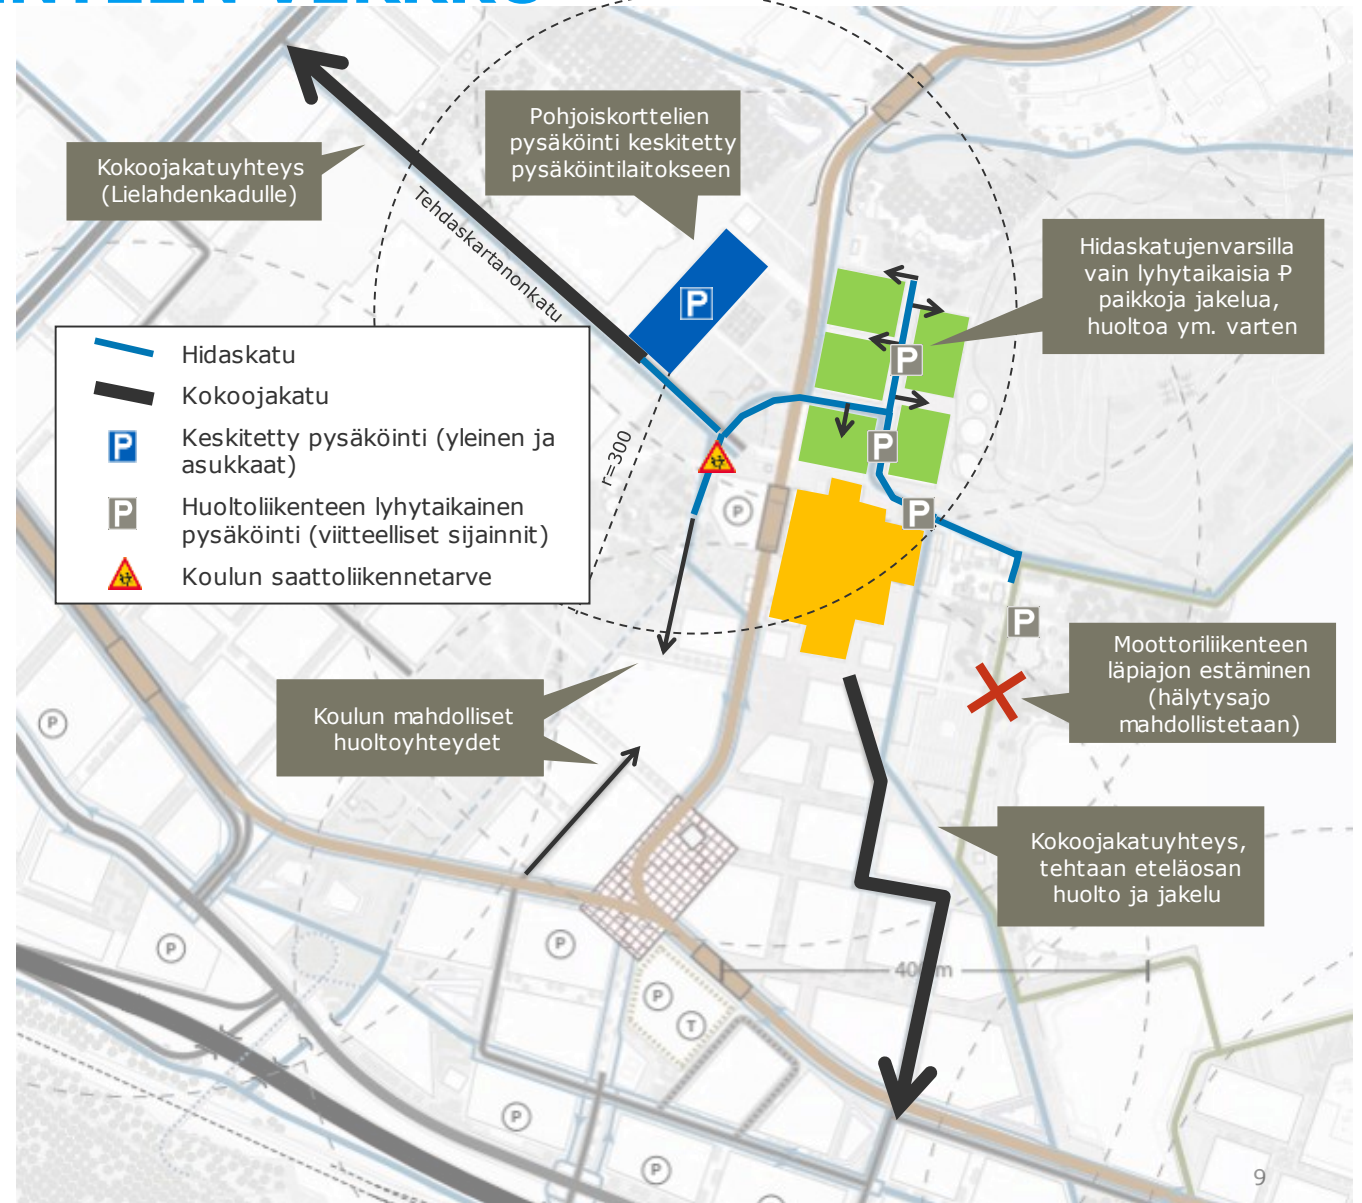 Pohjoiskorttelien
pysäköinti keskitetty
pysäköintilaitokseen
Kokoojakatuyhteys
(Lielahdenkadulle)
Tehdaskartanonkatu
P
Hidaskatujenvarsilla
vain lyhytaikaisia P
paikkoja jakelua,
huoltoa ym. varten
Hidaskatu
Kokoojakatu
P Keskitetty pysäköinti (yleinen ja
asukkaat)
P Huoltoliikenteen lyhytaikainen
pysäköinti (viitteelliset sijainnit)
Koulun saattoliikennetarve
r=300
P
P
P
P
P
Moottoriliikenteen
läpiajon estäminen
(hälytysajo
mahdollistetaan)
Koulun mahdolliset
huoltoyhteydet
P
Kokoojakatuyhteys,
tehtaan eteläosan
huolto ja jakelu
P
P
400m
P
T
P
P
9